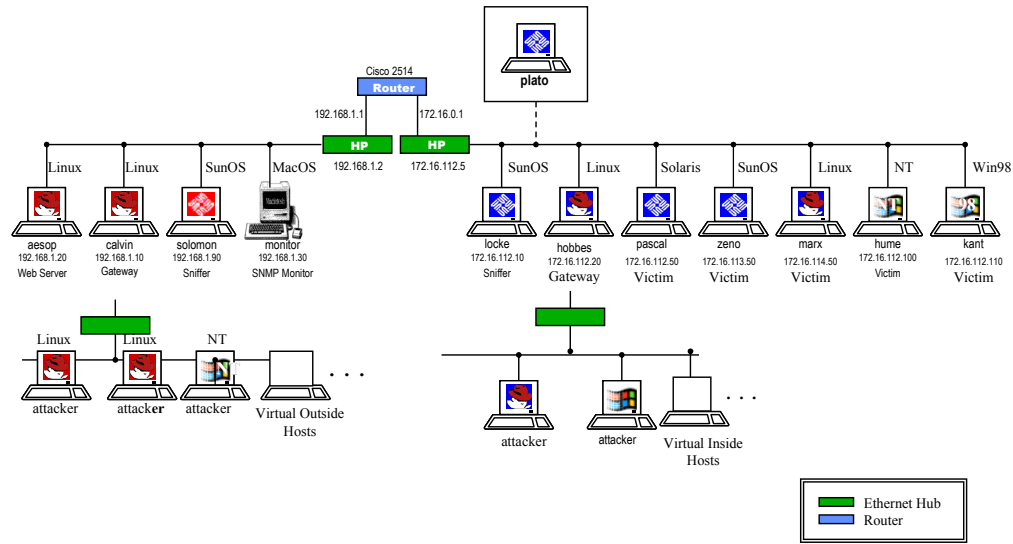 plato
Cisco 2514
Router
192.168.1.1
172.16.0.1
HP
HP
192.168.1.2
172.16.112.5
Linux
Linux
SunOS
MacOS
SunOS
Linux
Solaris
SunOS
Linux
NT
Win98
NT
98
aesop
192.168.1.20
Web Server
calvin
192.168.1.10
Gateway
solomon
192.168.1.90
Sniffer
monitor
192.168.1.30
SNMP Monitor
locke
172.16.112.10
Sniffer
hobbes
172.16.112.20
Gateway
pascal
172.16.112.50
Victim
zeno
172.16.113.50
Victim
marx
172.16.114.50
Victim
hume
172.16.112.100
Victim
kant
172.16.112.110
Victim
Linux
Linux
NT
attacker
attacker
attacker
Virtual Outside
Hosts
. . .
attacker
attacker
Virtual Inside
Hosts
. . .
Ethernet Hub
Router